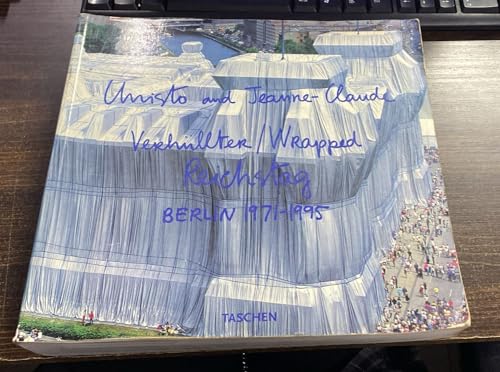 Christo and Jeanne-Claude
Verhüllter/Wrapped
Reichstag
BERLIN 1971-1995
TASCHEN